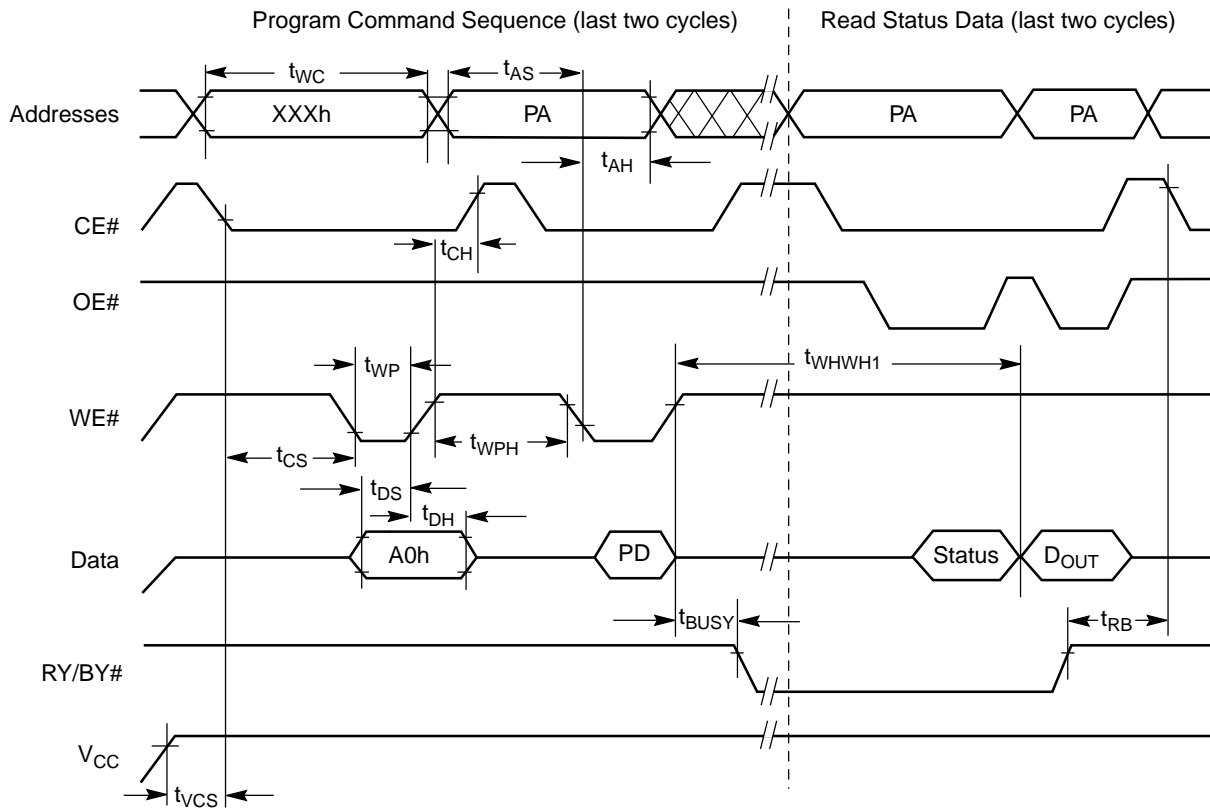 Program Command Sequence (last two cycles) Read Status Data (last two cycles)
tWC tAS
Addresses XXXh PA PA PA
tAH
CE#
tCH
OE#
tWP tWHWH1
WE#
tCS tWPH
tDS
tDH
Data A0h PD Status DOUT
tBUSY tRB
RY/BY#
VCC
tVCS